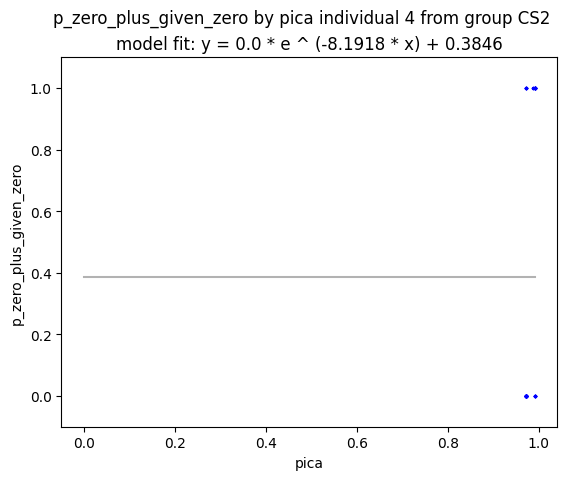 p_zero_plus_given_zero by pica individual 4 from group CS2
model fit: y = 0.0 * e ^ (-8.1918 * x) + 0.3846
1.0
0.8
0.6
0.4
0.2
0.0
p_zero_plus_given_zero
0.0 0.2 0.4 0.6 0.8 1.0
pica